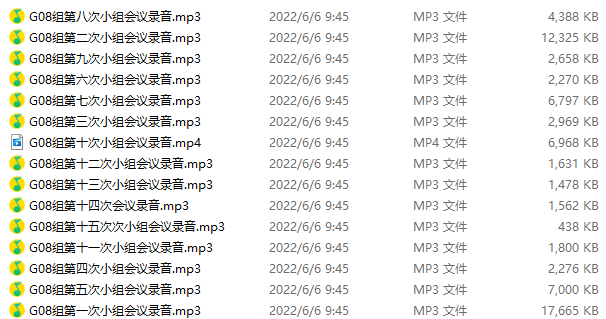 G08组第八次小组会议录音.mp3 2022/6/6 9:45 MP3 文件 4,388 KB
G08组第二次小组会议录音.mp3 2022/6/6 9:45 MP3 文件 12,325 KB
G08组第九次小组会议录音.mp3 2022/6/6 9:45 MP3 文件 2,658 KB
G08组第六次小组会议录音.mp3 2022/6/6 9:45 MP3 文件 2,270 KB
G08组第七次小组会议录音.mp3 2022/6/6 9:45 MP3 文件 6,797 KB
G08组第三次小组会议录音.mp3 2022/6/6 9:45 MP3 文件 2,969 KB
G08组第十次小组会议录音.mp4 2022/6/6 9:45 MP4 文件 6,968 KB
G08组第十二次小组会议录音.mp3 2022/6/6 9:45 MP3 文件 1,631 KB
G08组第十三次小组会议录音.mp3 2022/6/6 9:45 MP3 文件 1,478 KB
G08组第十四次会议录音.mp3 2022/6/6 9:45 MP3 文件 1,562 KB
G08组第十五次次小组会议录音.mp3 2022/6/6 9:45 MP3 文件 438 KB
G08组第十一次小组会议录音.mp3 2022/6/6 9:45 MP3 文件 1,800 KB
G08组第四次小组会议录音.mp3 2022/6/6 9:45 MP3 文件 2,276 KB
G08组第五次小组会议录音.mp3 2022/6/6 9:45 MP3 文件 7,000 KB
G08组第一次小组会议录音.mp3 2022/6/6 9:45 MP3 文件 17,665 KB